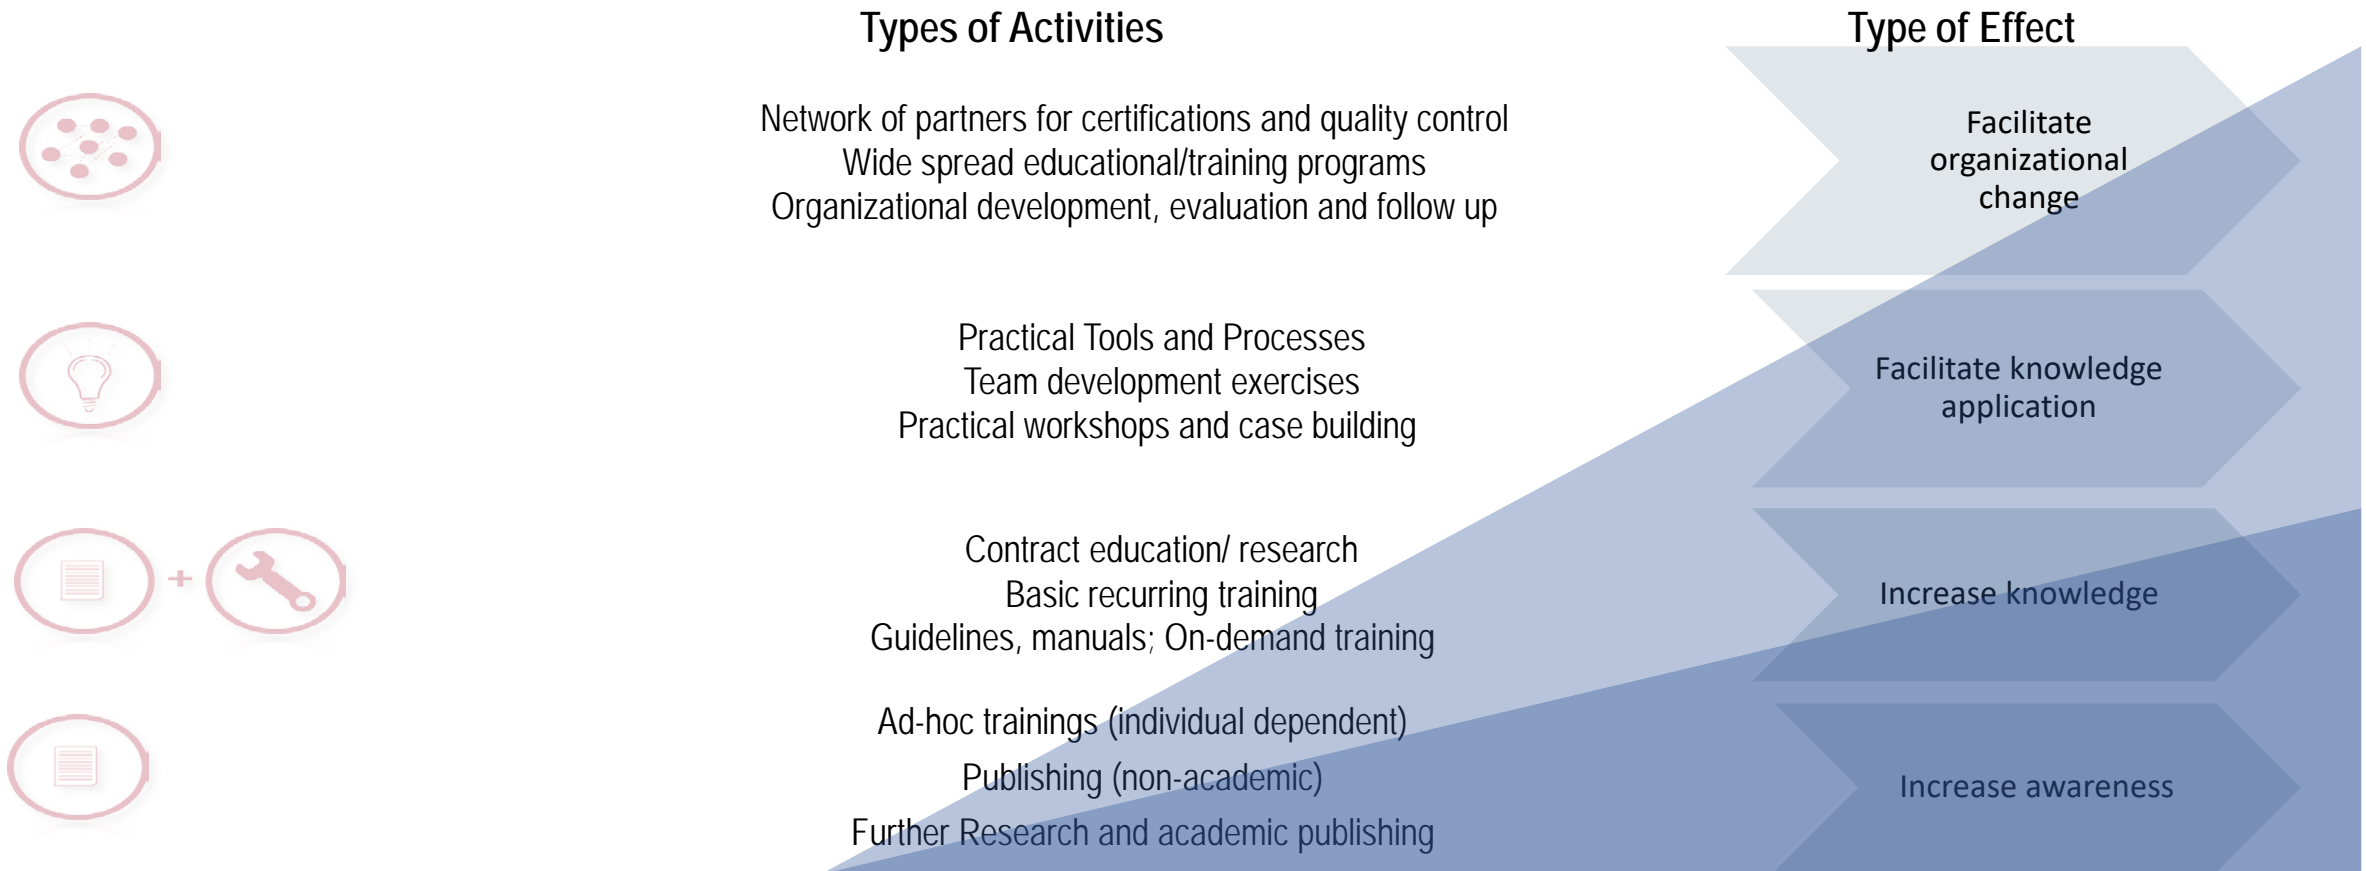 Types of Activities
Type of Effect
Network of partners for certifications and quality control
Wide spread educational/training programs
Organizational development, evaluation and follow up
Facilitate
organizational
change
Practical Tools and Processes
Team development exercises
Practical workshops and case building
Facilitate knowledge
application
+
Contract education/ research
Basic recurring training
Guidelines, manuals; On-demand training
Increase knowledge
Ad-hoc trainings (individual dependent)
Publishing (non-academic)
Further Research and academic publishing
Increase awareness